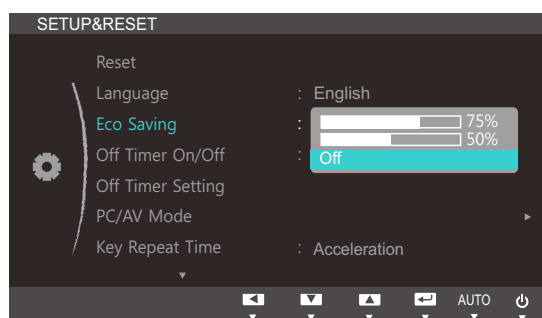 SETUP&RESET
Reset
Language : English
Eco Saving : 75%
50%
Off Timer On/Off : Off
Off Timer Setting
PC/AV Mode
Key Repeat Time : Acceleration
AUTO